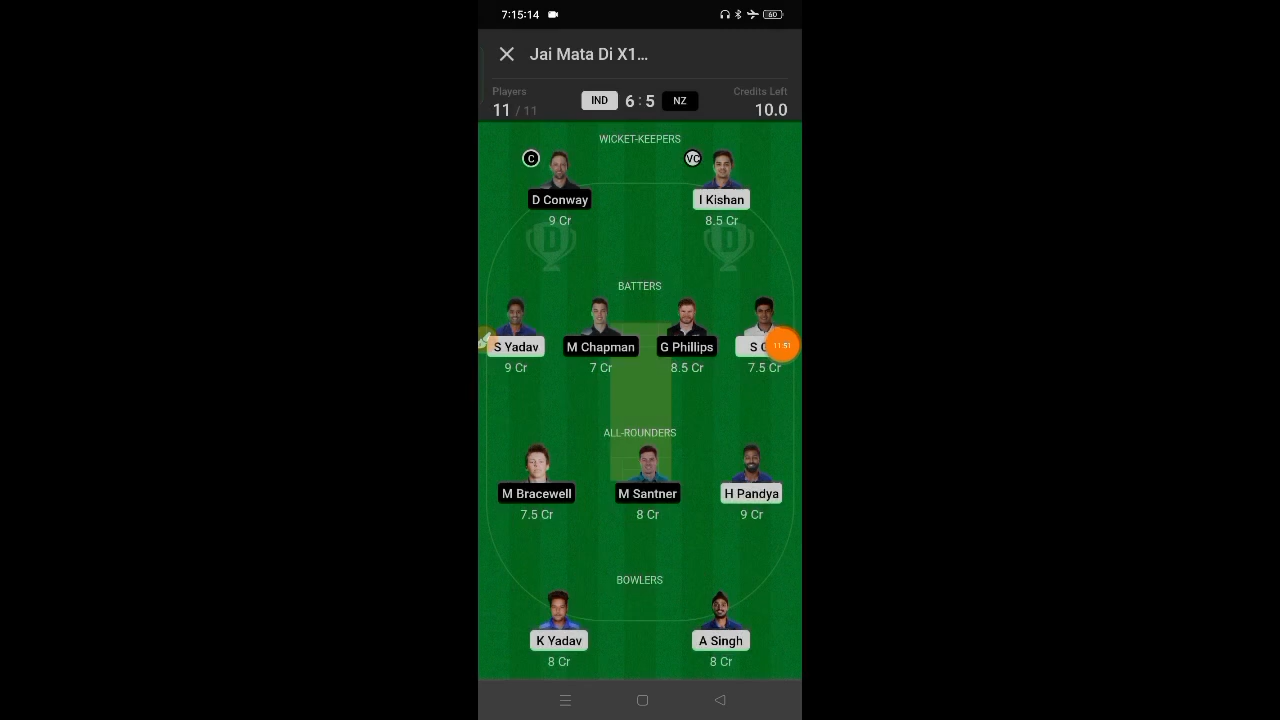 7:15:14
60
Jai Mata Di X1...
Players
Credits Left
11 / 11
IND 6 : 5 NZ
10.0
WICKET-KEEPERS
C
VC
D Conway
I Kishan
9 Cr
8.5 Cr
D
D
BATTERS
S Yadav
M Chapman
G Phillips
S
11:51
9 Cr
7 Cr
8.5 Cr
7.5 Cr
ALL-ROUNDERS
M Bracewell
M Santner
H Pandya
7.5 Cr
8 Cr
9 Cr
BOWLERS
K Yadav
A Singh
8 Cr
8 Cr